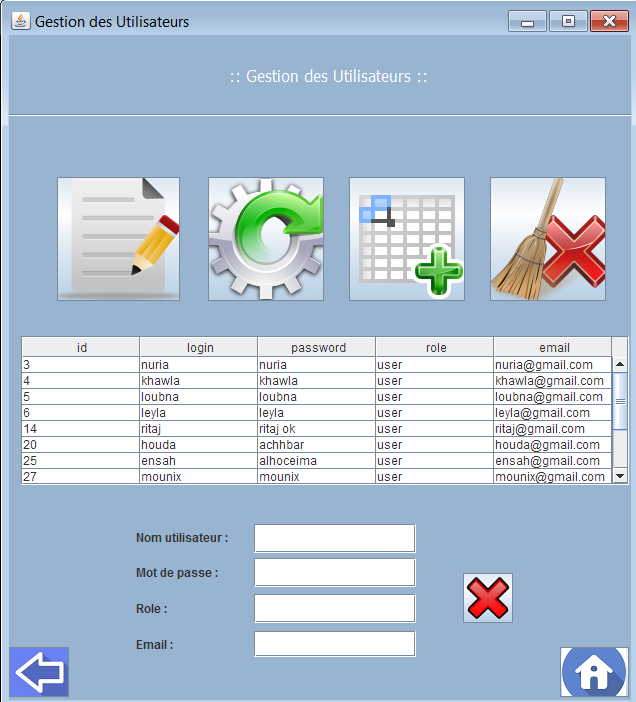 Gestion des Utilisateurs
:: Gestion des Utilisateurs ::
id login password role email
3 nuria nuria user nuria@gmail.com
4 khawla khawla user khawla@gmail.com
5 loubna loubna user loubna@gmail.com
6 leyla leyla user leyla@gmail.com
14 ritaj ritaj ok user ritaj@gmail.com
20 houda achhbar user houda@gmail.com
25 ensah alhoceima user ensah@gmail.com
27 mounix mounix user mounix@gmail.com
Nom utilisateur :
Mot de passe :
Role :
Email :